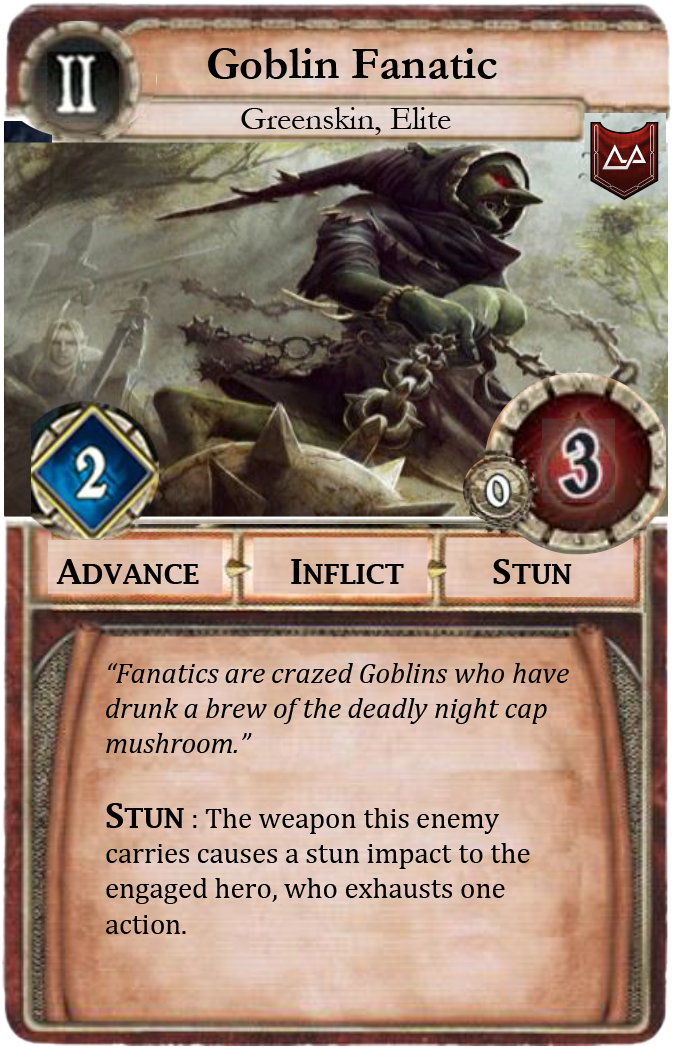 II
Goblin Fanatic
Greenskin, Elite
2
0
3
ADVANCE INFLICT STUN
“Fanatics are crazed Goblins who have
drunk a brew of the deadly night cap
mushroom.”
STUN : The weapon this enemy
carries causes a stun impact to the
engaged hero, who exhausts one
action.